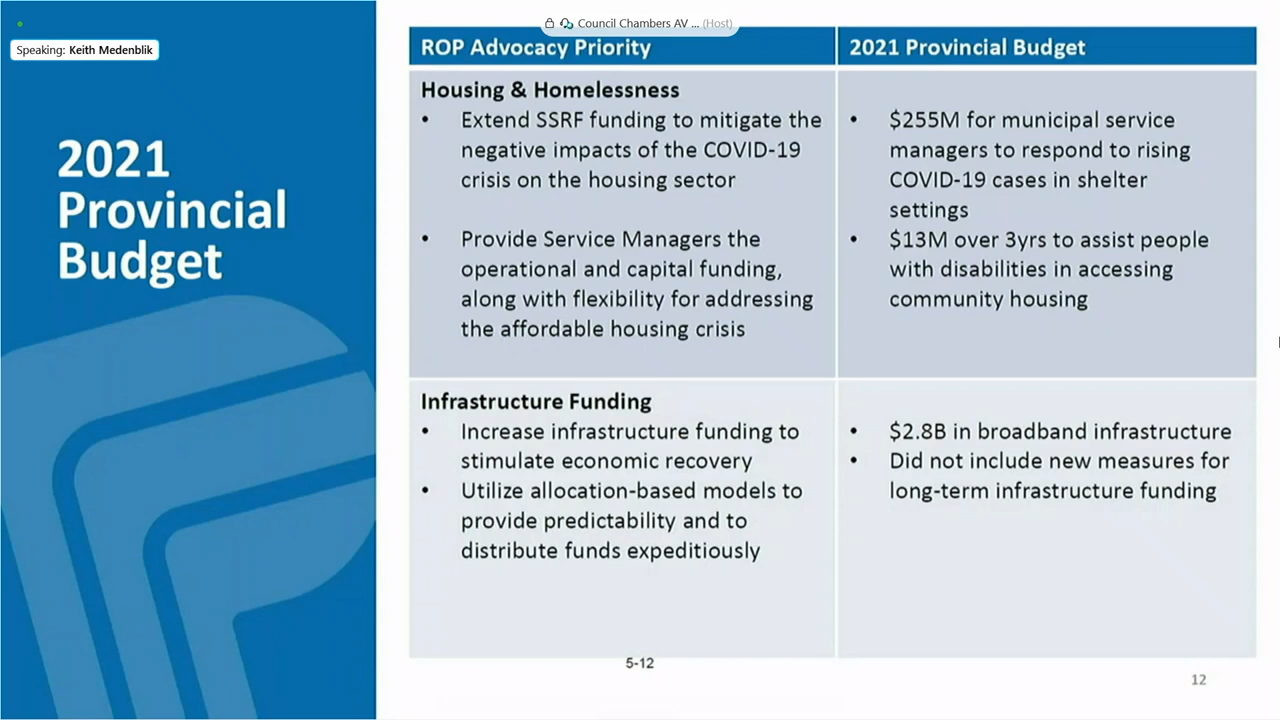 Council Chambers AV ... (Host)
Speaking: Keith Medenblik
2021
Provincial
Budget
ROP Advocacy Priority
2021 Provincial Budget
Housing & Homelessness
• Extend SSRF funding to mitigate the
negative impacts of the COVID-19
crisis on the housing sector
• Provide Service Managers the
operational and capital funding,
along with flexibility for addressing
the affordable housing crisis
• $255M for municipal service
managers to respond to rising
COVID-19 cases in shelter
settings
• $13M over 3yrs to assist people
with disabilities in accessing
community housing
Infrastructure Funding
• Increase infrastructure funding to
stimulate economic recovery
• Utilize allocation-based models to
provide predictability and to
distribute funds expeditiously
• $2.8B in broadband infrastructure
• Did not include new measures for
long-term infrastructure funding
5-12
12